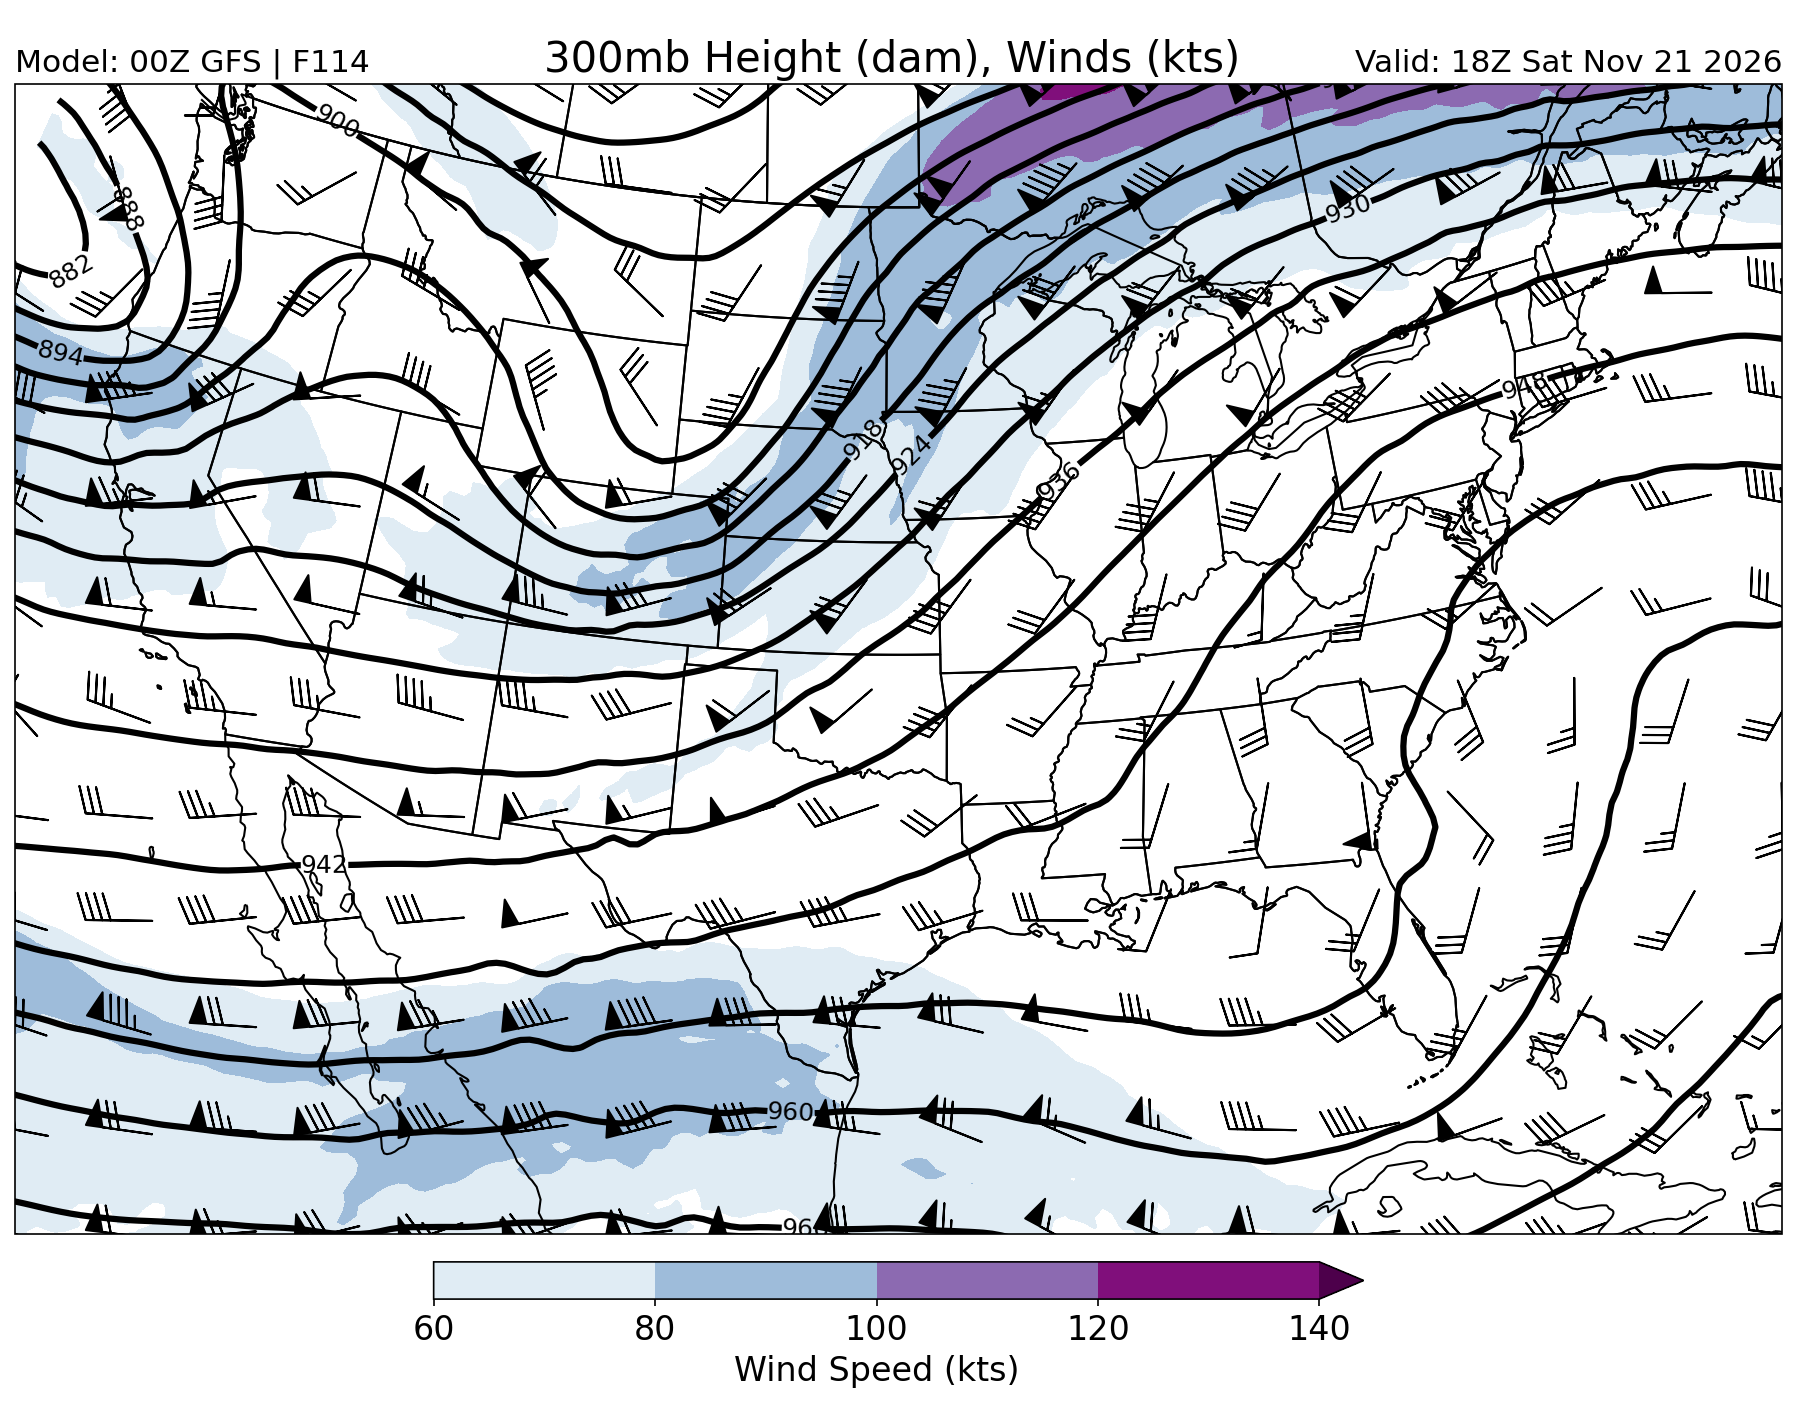 Model: 00Z GFS | F114
300mb Height (dam), Winds (kts)
Valid: 18Z Sat Nov 21 2026
900
888
882
930
894
948
918
924
936
942
960
96
60 80 100 120 140
Wind Speed (kts)